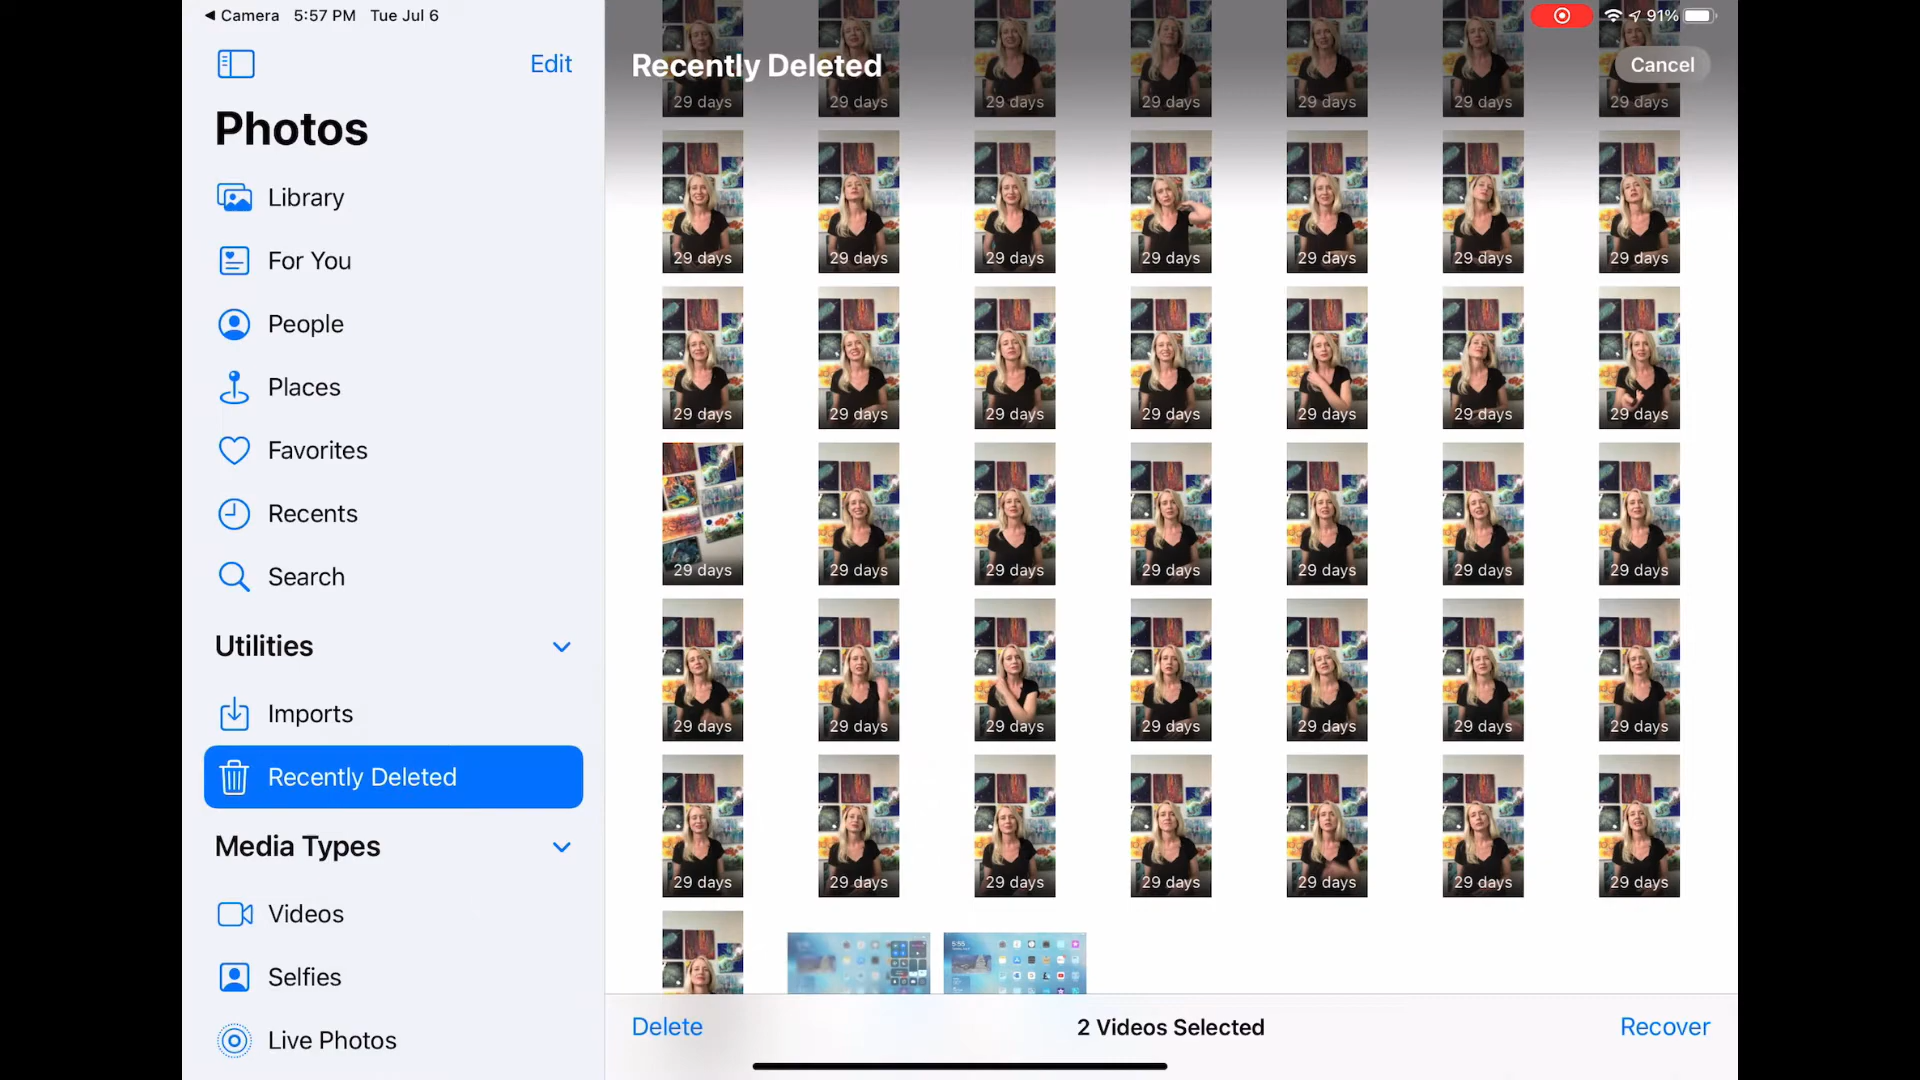 ◀ Camera 5:57 PM Tue Jul 6
91%
Edit
Photos
Library
For You
People
Places
Favorites
Recents
Search
Utilities
Imports
Recently Deleted
Media Types
Videos
Selfies
Live Photos
Recently Deleted
Cancel
29 days 29 days 29 days 29 days 29 days 29 days 29 days
29 days 29 days 29 days 29 days 29 days 29 days 29 days
29 days 29 days 29 days 29 days 29 days 29 days 29 days
29 days 29 days 29 days 29 days 29 days 29 days 29 days
29 days 29 days 29 days 29 days 29 days 29 days 29 days
29 days 29 days 29 days 29 days 29 days 29 days 29 days
5:55
Delete
2 Videos Selected
Recover